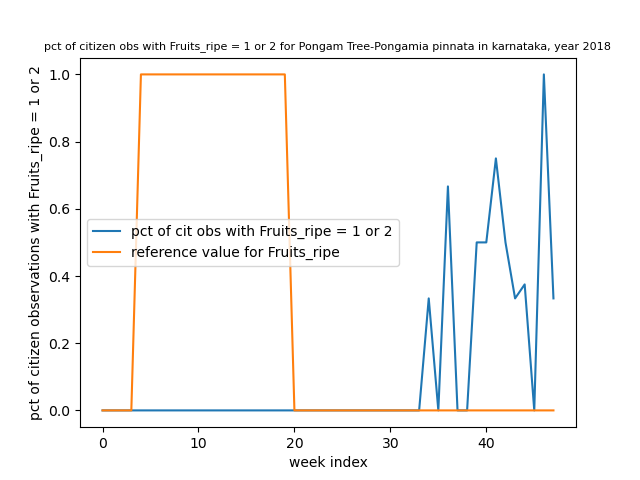 pct of citizen obs with Fruits_ripe = 1 or 2 for Pongam Tree-Pongamia pinnata in karnataka, year 2018
pct of citizen observations with Fruits_ripe = 1 or 2
1.0
0.8
0.6
0.4
0.2
0.0
pct of cit obs with Fruits_ripe = 1 or 2
reference value for Fruits_ripe
0 10 20 30 40
week index